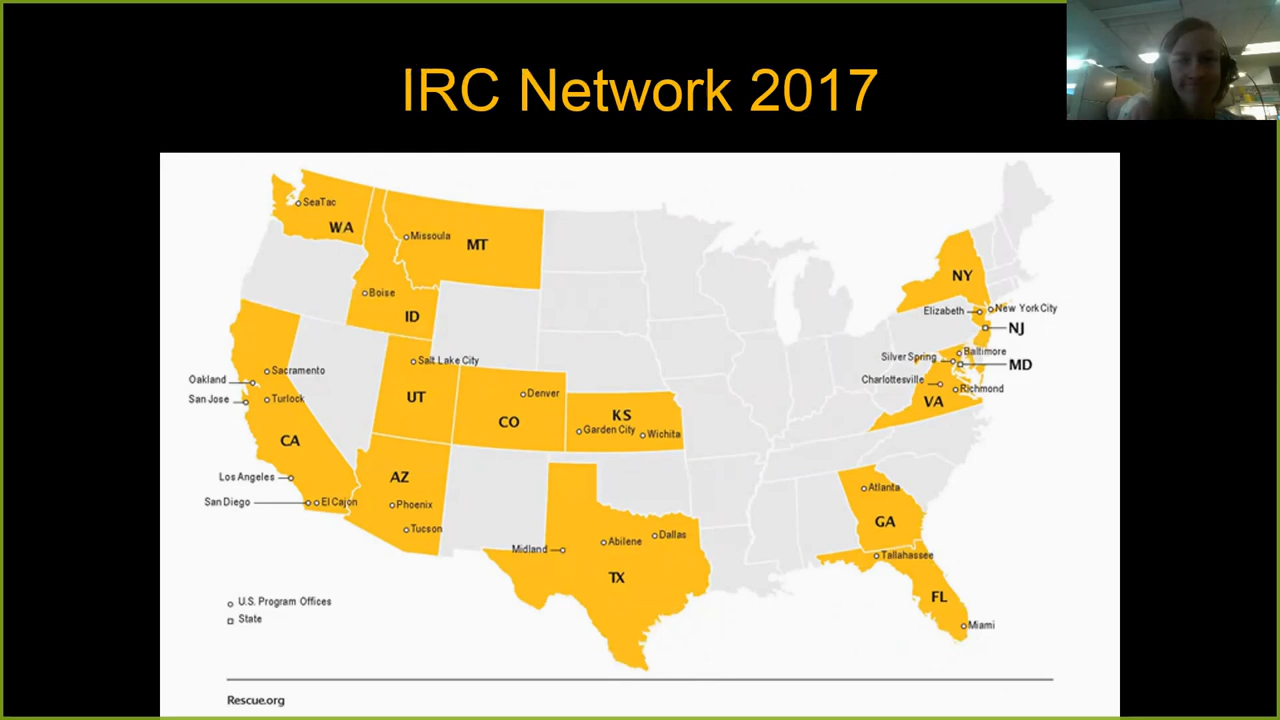 IRC Network 2017
SeaTac
WA
Missoula
MT
NY
Boise
ID
Elizabeth
New York City
NJ
Salt Lake City
Silver Spring
Baltimore
MD
Sacramento
Oakland
Charlottesville
Richmond
San Jose
Turlock
UT
Denver
VA
CO
KS
Garden City
Wichita
CA
Los Angeles
AZ
Atlanta
San Diego
El Cajon
Phoenix
GA
Tucson
Dallas
Midland
Abilene
Tallahassee
TX
FL
U.S. Program Offices
State
Miami
Rescue.org